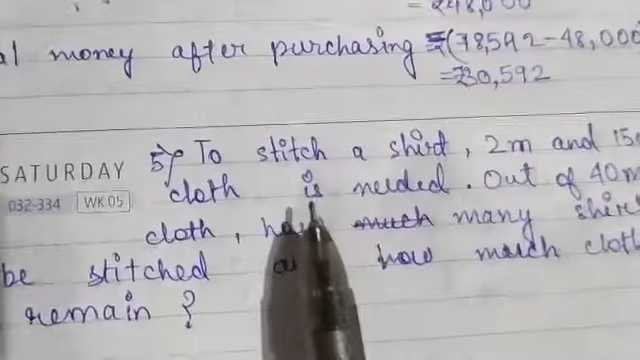 = ₹48,000
al money after purchasing = ₹(78,592-48,000
= ₹30,592
SATURDAY
032-334 WK 05
5) To stitch a shirt, 2m and 15
cloth is needed. Out of 40m
cloth, how much many shirt
be stitched how much cloth
remain ?